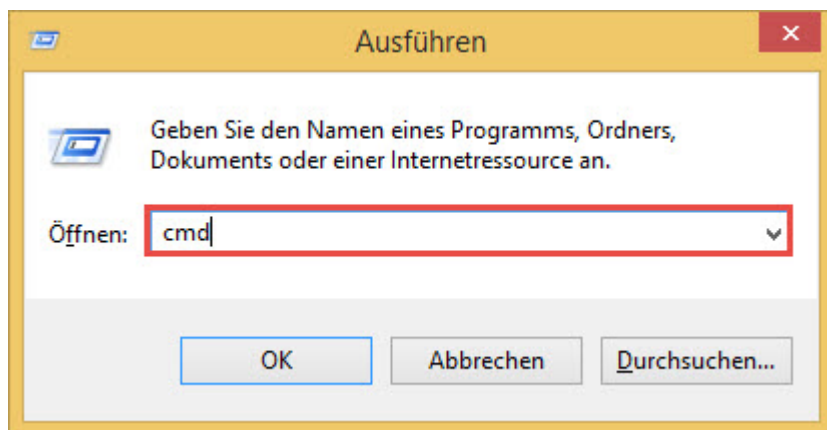 Ausführen
Geben Sie den Namen eines Programms, Ordners,
Dokuments oder einer Internetressource an.
Öffnen: cmd
OK Abbrechen Durchsuchen...